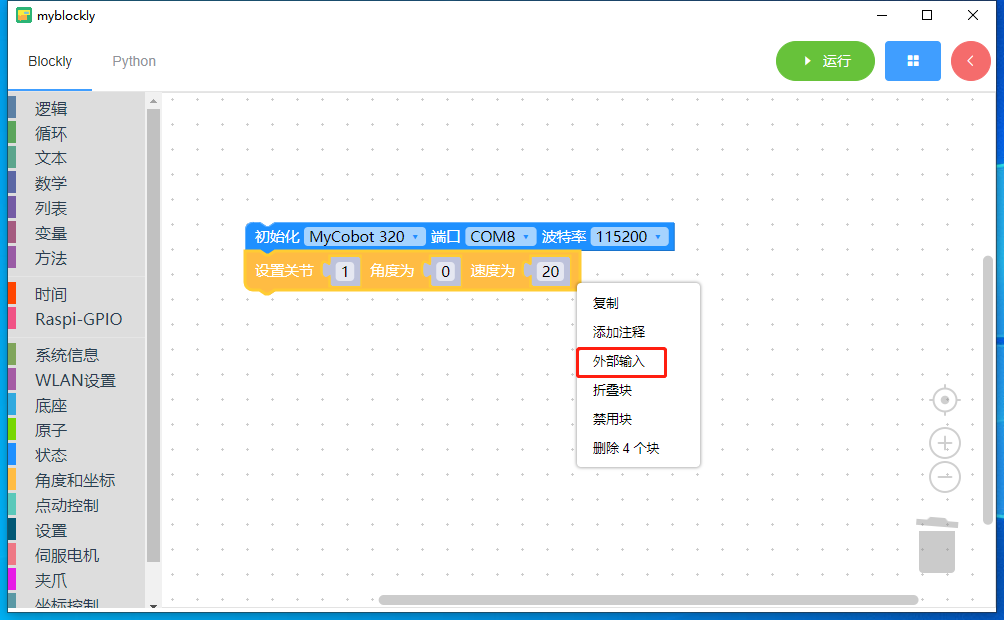 myblockly
Blockly Python 运行
逻辑
循环
文本
数学
列表
变量
方法
时间
Raspi-GPIO
系统信息
WLAN设置
底座
原子
状态
角度和坐标
点动控制
设置
伺服电机
夹爪
坐标控制
初始化 MyCobot 320 端口 COM8 波特率 115200
设置关节 1 角度为 0 速度为 20
复制
添加注释
外部输入
折叠块
禁用块
删除 4 个块